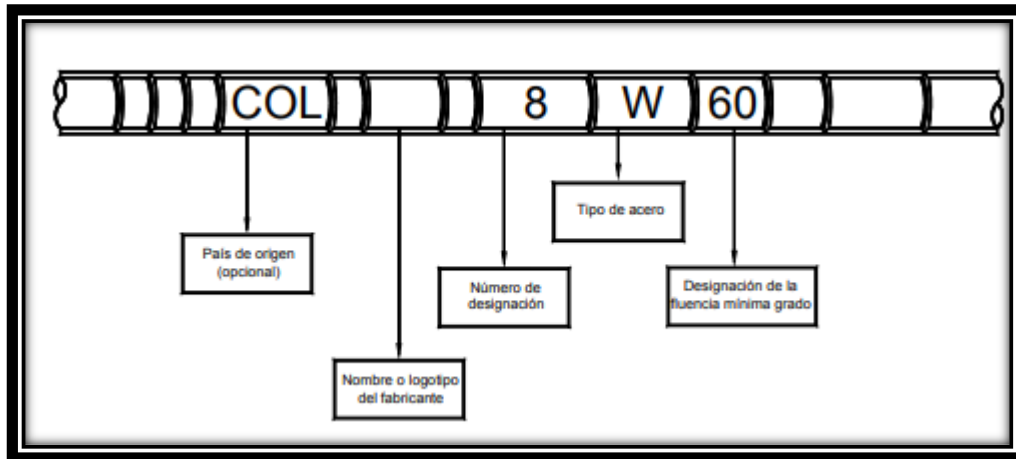 COL 8 W 60
Tipo de acero
País de origen
(opcional)
Número de
designación
Designación de la
fluencia mínima grado
Nombre o logotipo
del fabricante